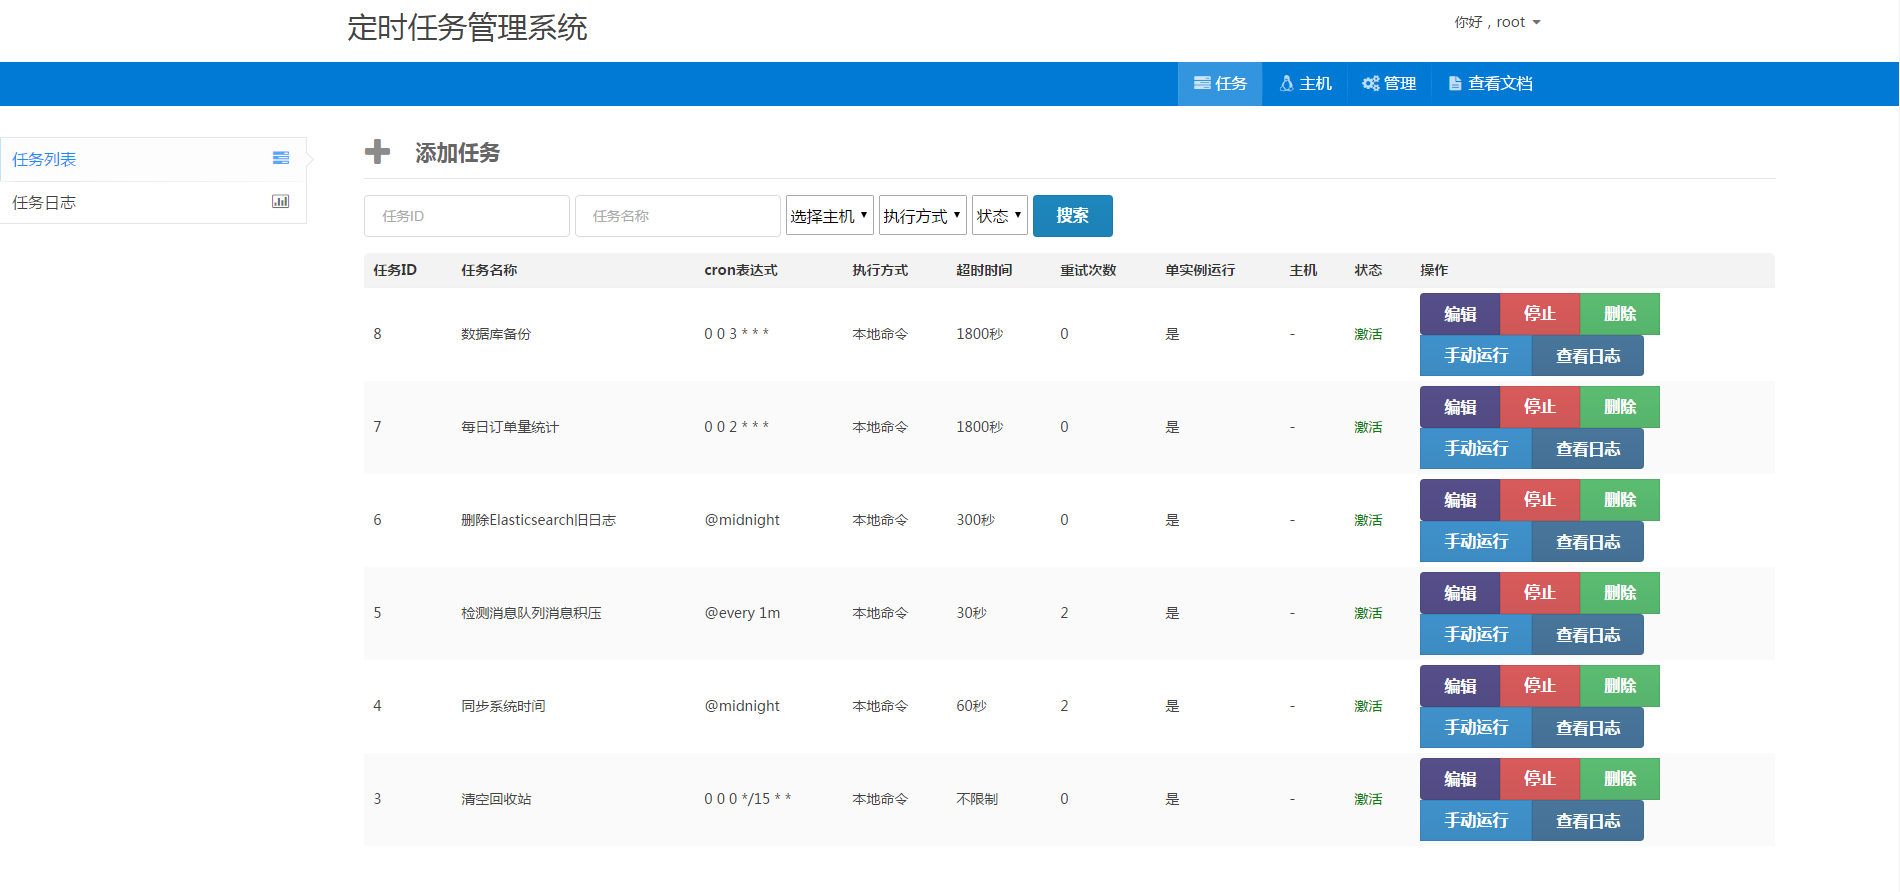 定时任务管理系统
你好，root
任务 主机 管理 查看文档
任务列表
任务日志
添加任务
任务ID 任务名称 选择主机 执行方式 状态 搜索
任务ID 任务名称 cron表达式 执行方式 超时时间 重试次数 单实例运行 主机 状态 操作
8 数据库备份 0 0 3 * * * 本地命令 1800秒 0 是 - 激活 编辑 停止 删除
手动运行 查看日志
7 每日订单量统计 0 0 2 * * * 本地命令 1800秒 0 是 - 激活 编辑 停止 删除
手动运行 查看日志
6 删除Elasticsearch旧日志 @midnight 本地命令 300秒 0 是 - 激活 编辑 停止 删除
手动运行 查看日志
5 检测消息队列消息积压 @every 1m 本地命令 30秒 2 是 - 激活 编辑 停止 删除
手动运行 查看日志
4 同步系统时间 @midnight 本地命令 60秒 2 是 - 激活 编辑 停止 删除
手动运行 查看日志
3 清空回收站 0 0 0 */15 * * 本地命令 不限制 0 是 - 激活 编辑 停止 删除
手动运行 查看日志